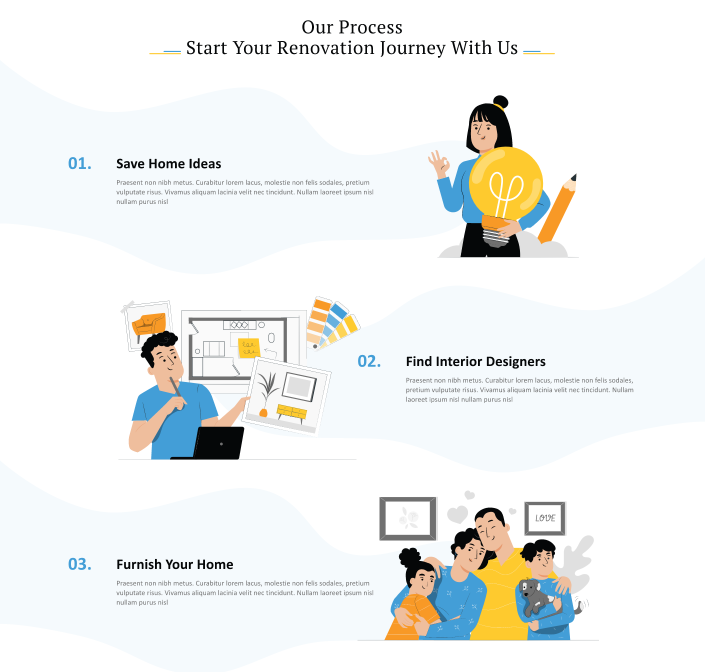 Our Process
Start Your Renovation Journey With Us
01.
Save Home Ideas
Praesent non nibh metus. Curabitur lorem lacus, molestie non felis sodales, pretium
vulputate risus. Vivamus aliquam lacinia velit nec tincidunt. Nullam laoreet ipsum nisl
nullam purus nisl
02.
Find Interior Designers
Praesent non nibh metus. Curabitur lorem lacus, molestie non felis sodales,
pretium vulputate risus. Vivamus aliquam lacinia velit nec tincidunt. Nullam
laoreet ipsum nisl nullam purus nisl
LOVE
03.
Furnish Your Home
Praesent non nibh metus. Curabitur lorem lacus, molestie non felis sodales, pretium
vulputate risus. Vivamus aliquam lacinia velit nec tincidunt. Nullam laoreet ipsum nisl
nullam purus nisl